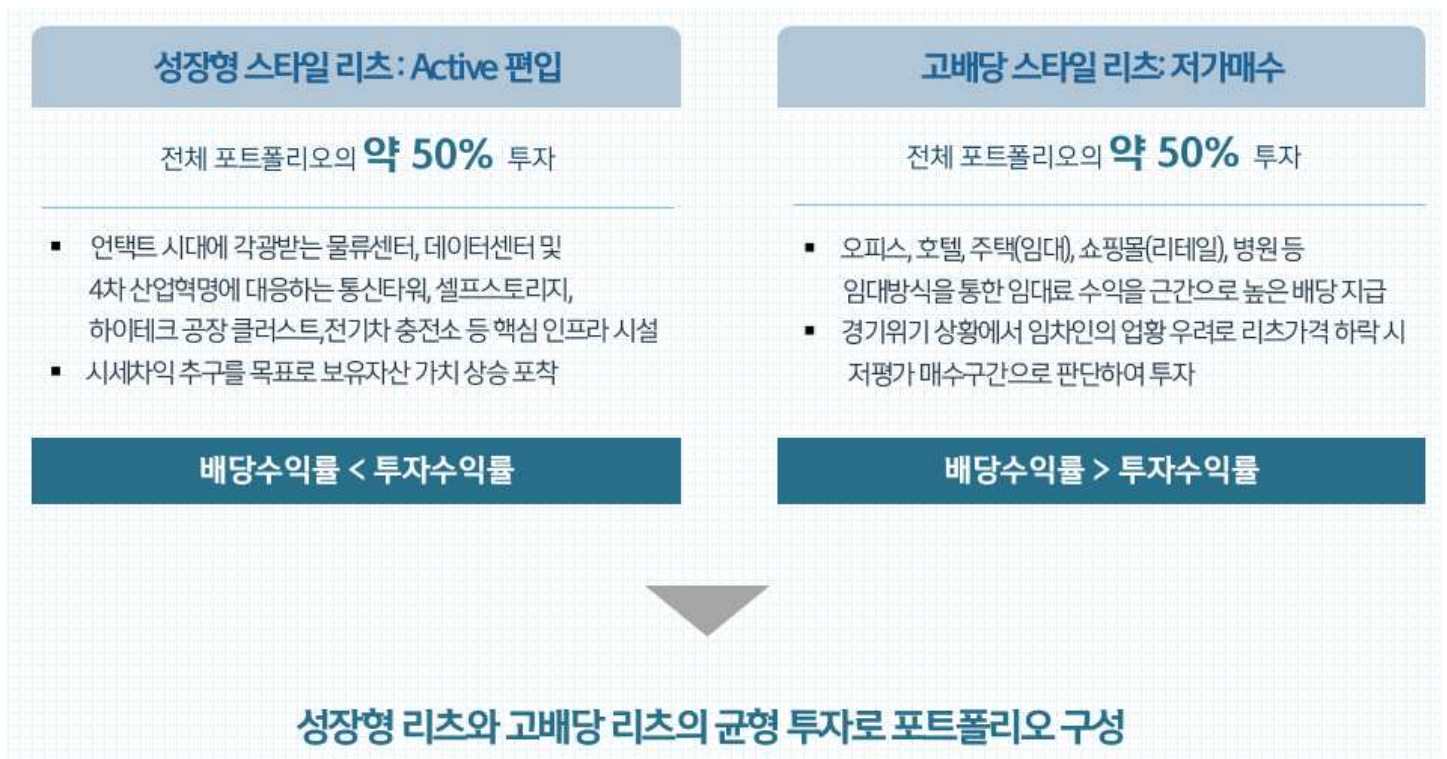 성장형 스타일 리츠 : Active 편입
전체 포트폴리오의 약 50% 투자
▪ 언택트 시대에 각광받는 물류센터, 데이터센터 및
4차 산업혁명에 대응하는 통신타워, 셀프스토리지,
하이테크 공장 클러스트,전기차 충전소 등 핵심 인프라 시설
▪ 시세차익 추구를 목표로 보유자산 가치 상승 포착
배당수익률 < 투자수익률
고배당 스타일 리츠: 저가매수
전체 포트폴리오의 약 50% 투자
▪ 오피스, 호텔, 주택(임대), 쇼핑몰(리테일), 병원 등
임대방식을 통한 임대료 수익을 근간으로 높은 배당 지급
▪ 경기위기 상황에서 임차인의 업황 우려로 리츠가격 하락 시
저평가 매수구간으로 판단하여 투자
배당수익률 > 투자수익률
성장형 리츠와 고배당 리츠의 균형 투자로 포트폴리오 구성